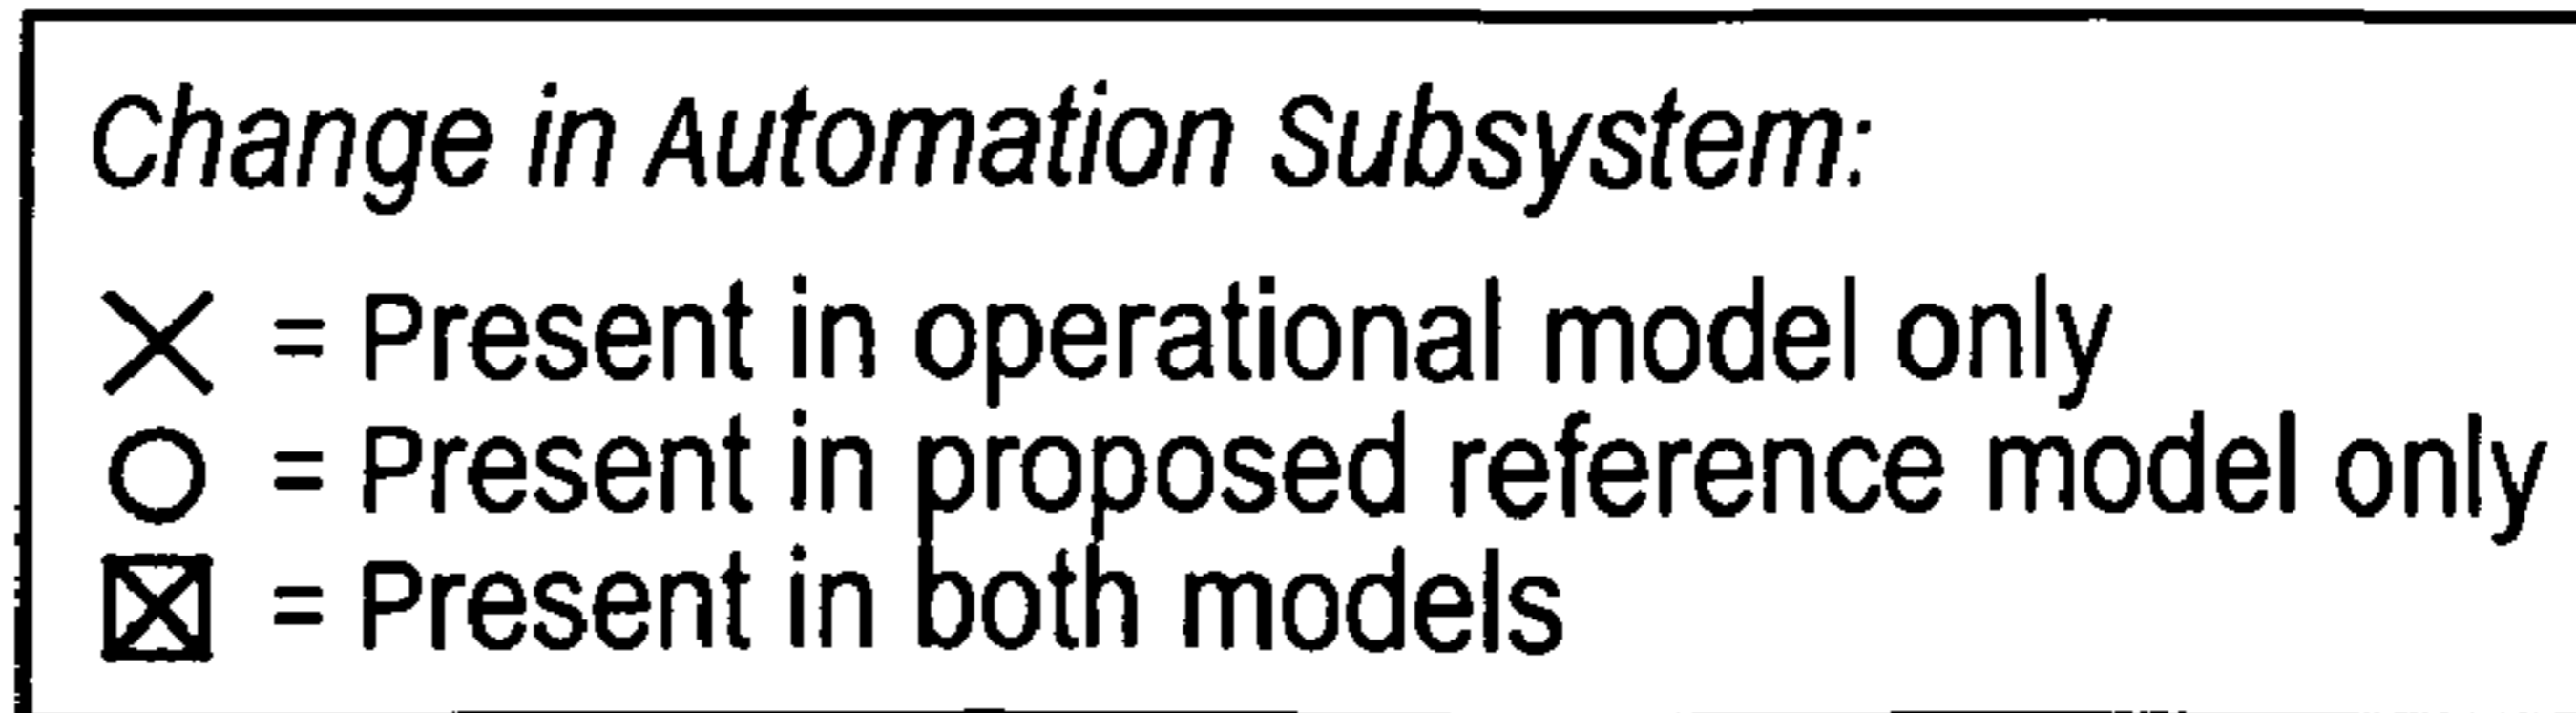 Change in Automation Subsystem:
× = Present in operational model only
○ = Present in proposed reference model only
☒ = Present in both models